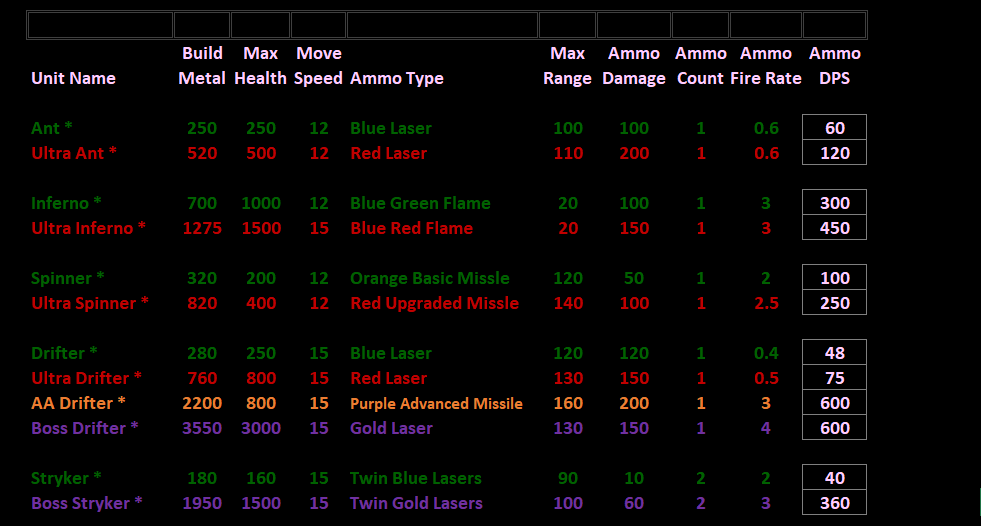 Build Max Move Max Ammo Ammo Ammo Ammo
Unit Name Metal Health Speed Ammo Type Range Damage Count Fire Rate DPS
Ant * 250 250 12 Blue Laser 100 100 1 0.6 60
Ultra Ant * 520 500 12 Red Laser 110 200 1 0.6 120
Inferno * 700 1000 12 Blue Green Flame 20 100 1 3 300
Ultra Inferno * 1275 1500 15 Blue Red Flame 20 150 1 3 450
Spinner * 320 200 12 Orange Basic Missle 120 50 1 2 100
Ultra Spinner * 820 400 12 Red Upgraded Missle 140 100 1 2.5 250
Drifter * 280 250 15 Blue Laser 120 120 1 0.4 48
Ultra Drifter * 760 800 15 Red Laser 130 150 1 0.5 75
AA Drifter * 2200 800 15 Purple Advanced Missile 160 200 1 3 600
Boss Drifter * 3550 3000 15 Gold Laser 130 150 1 4 600
Stryker * 180 160 15 Twin Blue Lasers 90 10 2 2 40
Boss Stryker * 1950 1500 15 Twin Gold Lasers 100 60 2 3 360